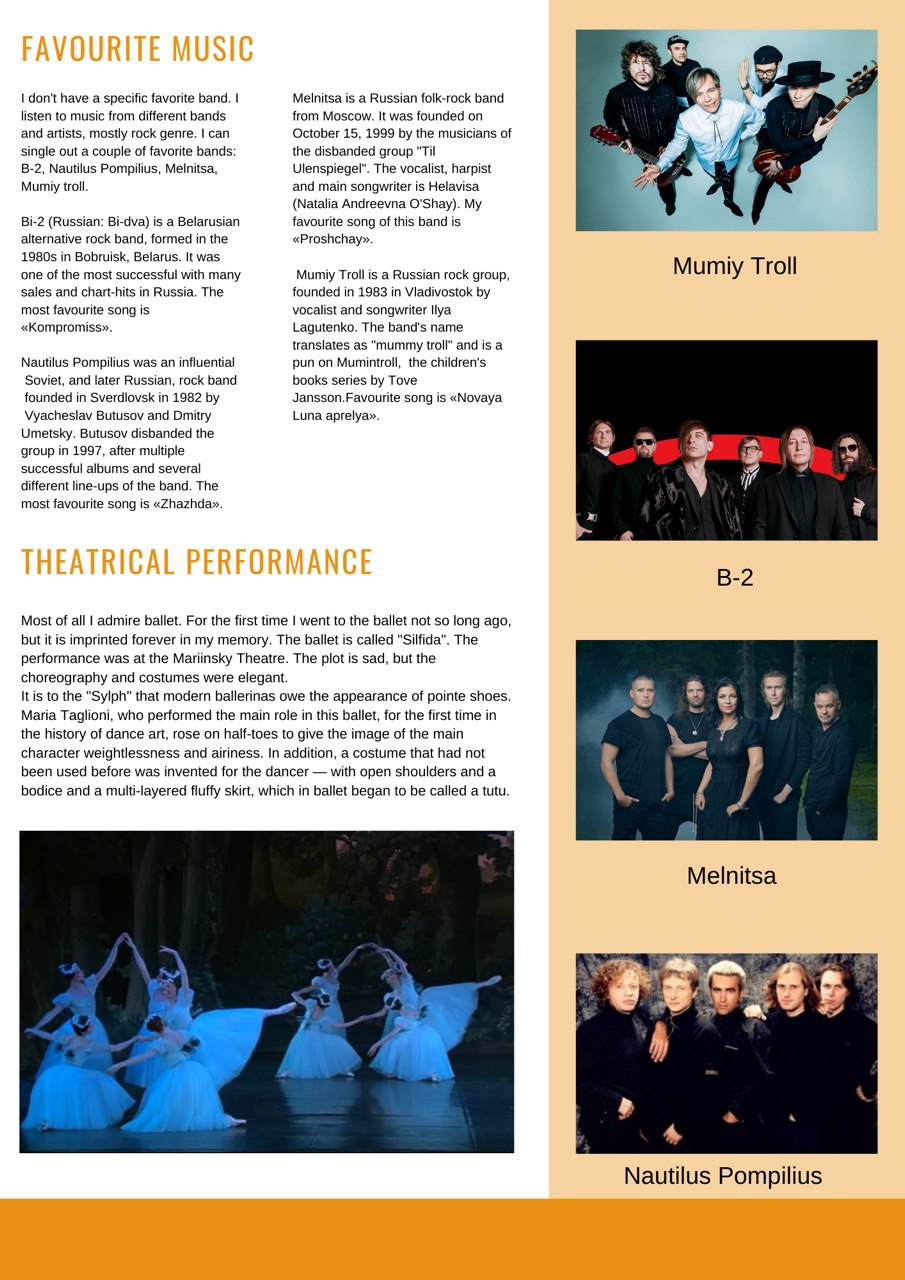 FAVOURITE MUSIC
I don't have a specific favorite band. I
listen to music from different bands
and artists, mostly rock genre. I can
single out a couple of favorite bands:
B-2, Nautilus Pompilius, Melnitsa,
Mumiy troll.
Bi-2 (Russian: Bi-dva) is a Belarusian
alternative rock band, formed in the
1980s in Bobruisk, Belarus. It was
one of the most successful with many
sales and chart-hits in Russia. The
most favourite song is
«Kompromiss».
Nautilus Pompilius was an influential
Soviet, and later Russian, rock band
founded in Sverdlovsk in 1982 by
Vyacheslav Butusov and Dmitry
Umetsky. Butusov disbanded the
group in 1997, after multiple
successful albums and several
different line-ups of the band. The
most favourite song is «Zhazhda».
Melnitsa is a Russian folk-rock band
from Moscow. It was founded on
October 15, 1999 by the musicians of
the disbanded group "Til
Ulenspiegel". The vocalist, harpist
and main songwriter is Helavisa
(Natalia Andreevna O'Shay). My
favourite song of this band is
«Proshchay».
Mumiy Troll is a Russian rock group,
founded in 1983 in Vladivostok by
vocalist and songwriter Ilya
Lagutenko. The band's name
translates as "mummy troll" and is a
pun on Mumintroll,  the children's
books series by Tove
Jansson.Favourite song is «Novaya
Luna aprelya».
THEATRICAL PERFORMANCE
Most of all I admire ballet. For the first time I went to the ballet not so long ago,
but it is imprinted forever in my memory. The ballet is called "Silfida". The
performance was at the Mariinsky Theatre. The plot is sad, but the
choreography and costumes were elegant.
It is to the "Sylph" that modern ballerinas owe the appearance of pointe shoes.
Maria Taglioni, who performed the main role in this ballet, for the first time in
the history of dance art, rose on half-toes to give the image of the main
character weightlessness and airiness. In addition, a costume that had not
been used before was invented for the dancer — with open shoulders and a
bodice and a multi-layered fluffy skirt, which in ballet began to be called a tutu.
Mumiy Troll
B-2
Melnitsa
Nautilus Pompilius